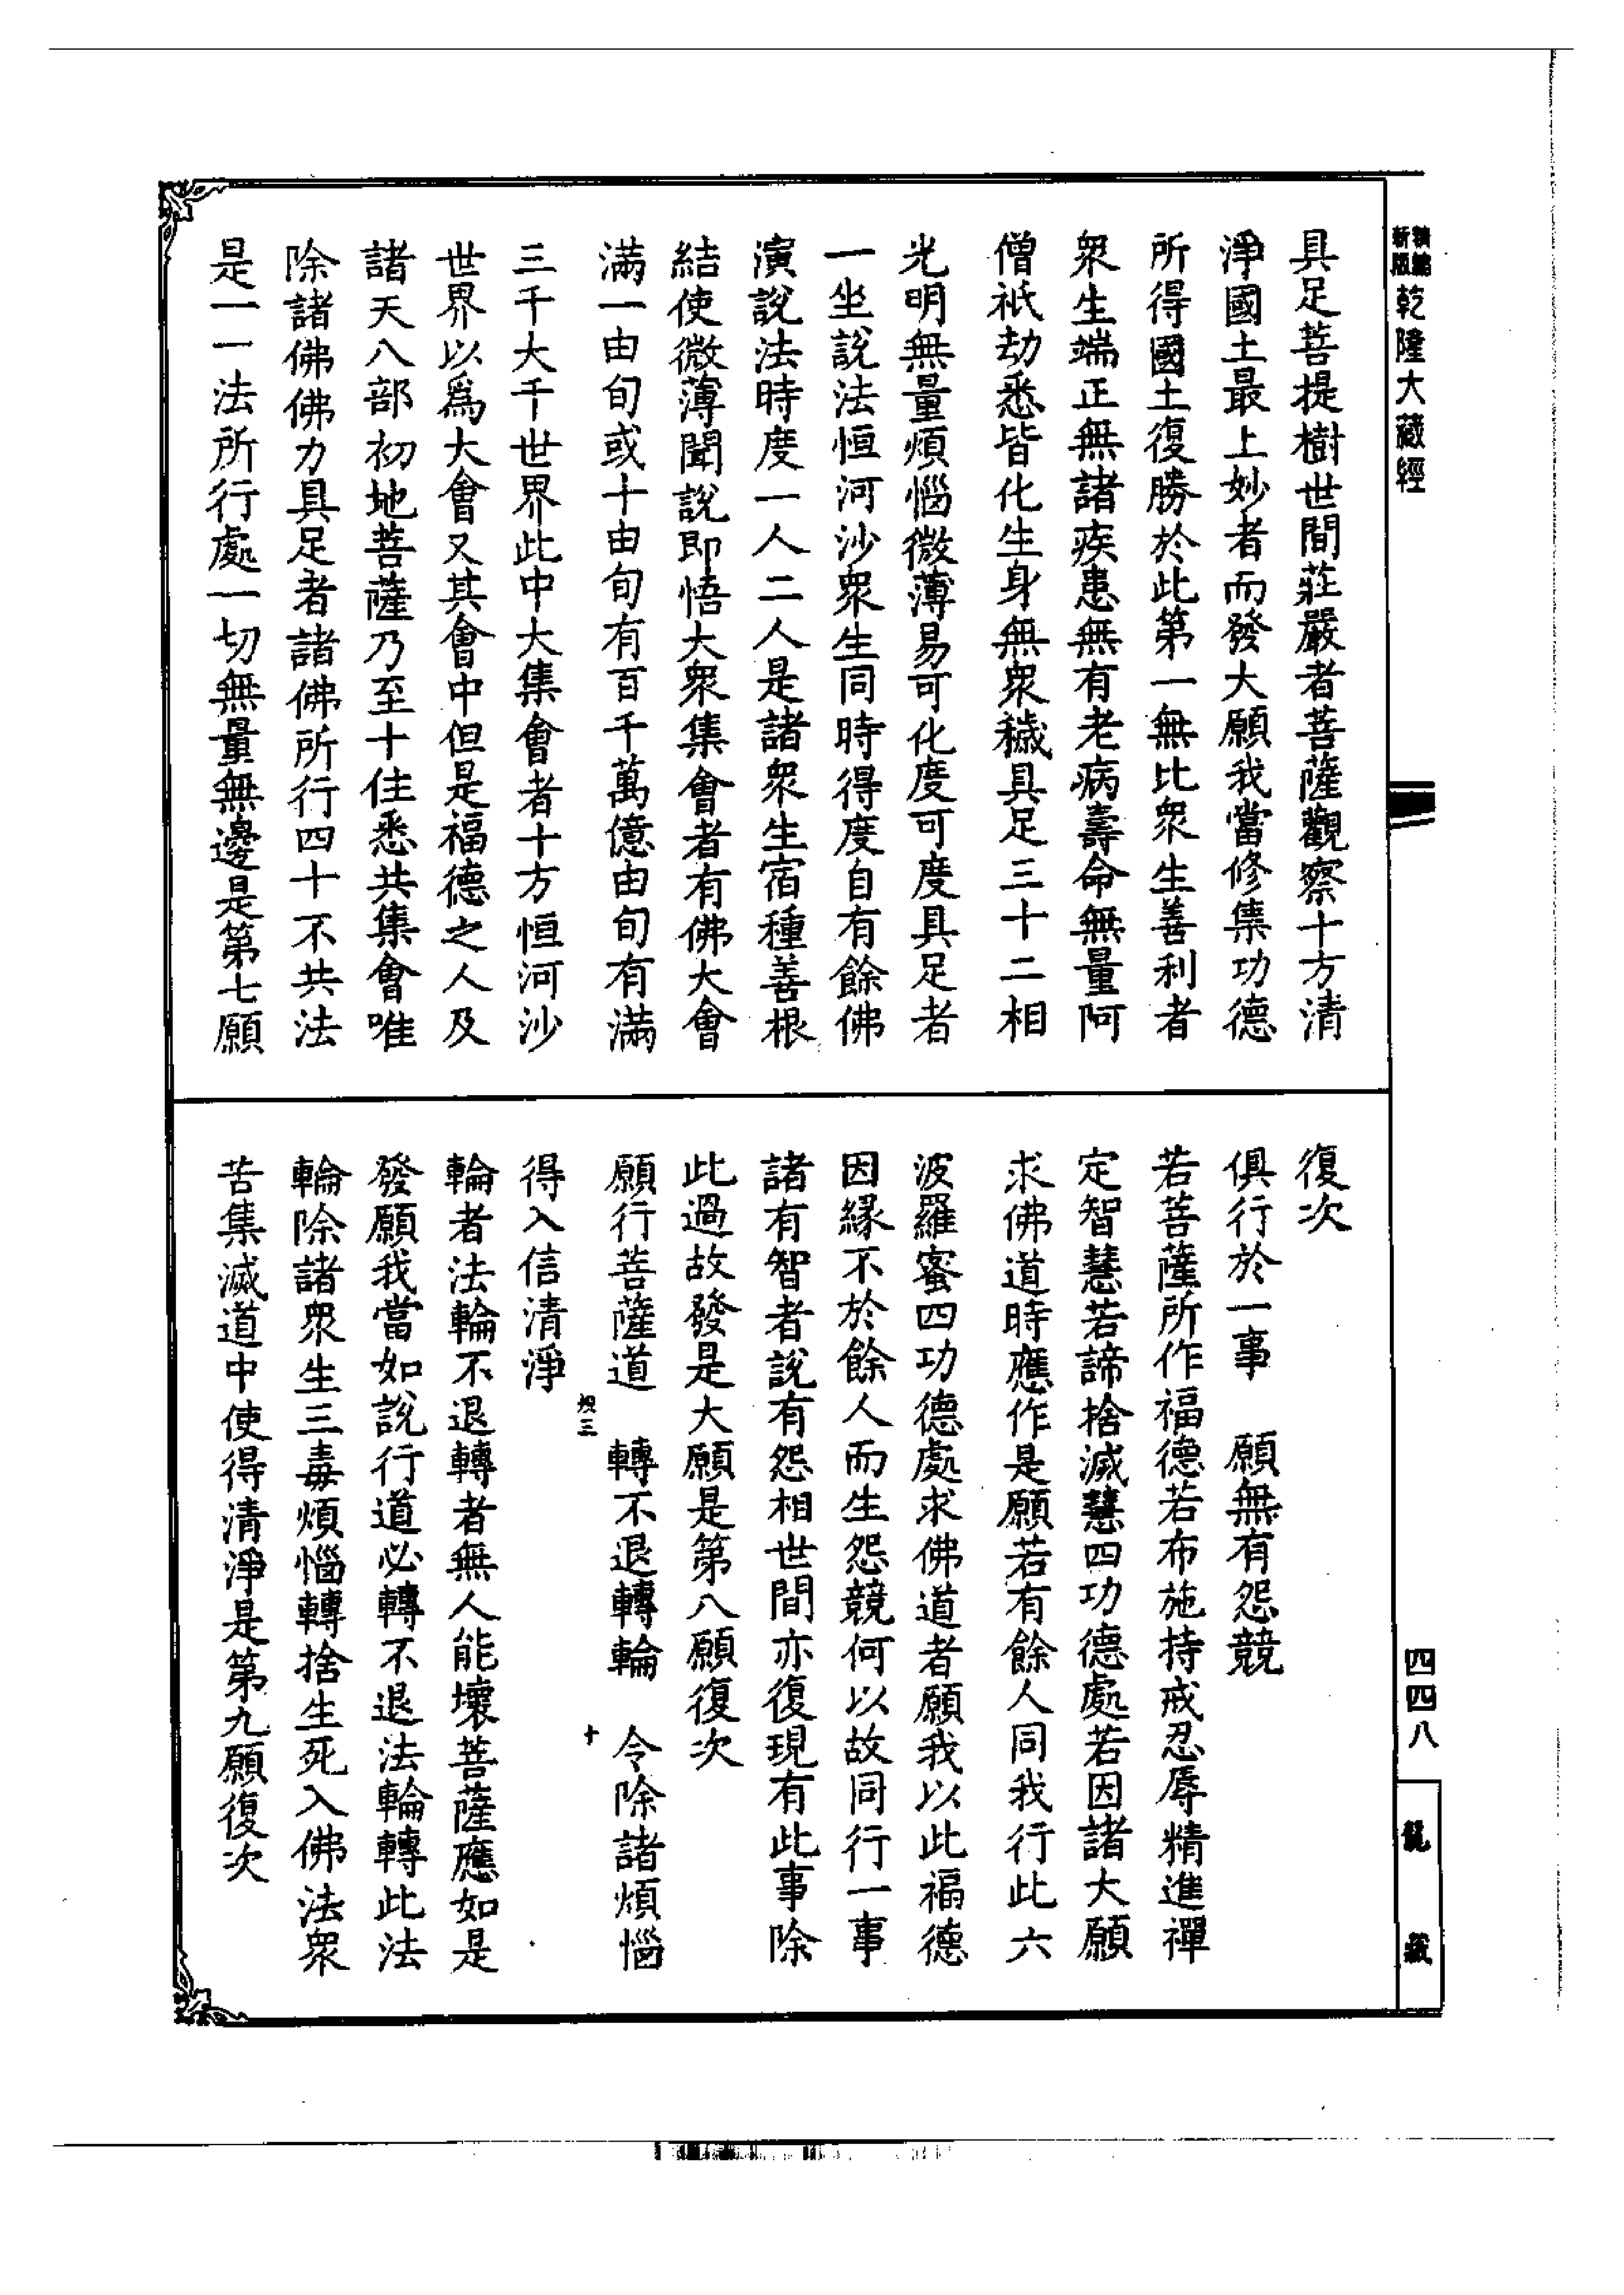 精編
新版
乾隆大藏經
具足菩提樹世間莊嚴者菩薩觀察十方清
淨國土最上妙者而發大願我當修集功德
所得國土復勝於此第一無比衆生善利者
衆生端正無諸疾患無有老病壽命無量阿
僧祇劫悉皆化生身無衆穢具足三十二相
光明無量煩惱微薄易可化度可度具足者
一坐說法恒河沙衆生同時得度自有餘佛
演說法時度一人二人是諸衆生宿種善根
結使微薄聞說即悟大衆集會者有佛大會
滿一由旬或十由旬有百千萬億由旬有滿
三千大千世界此中大集會者十方恒河沙
世界以爲大會又其會中但是福德之人及
諸天八部初地菩薩乃至十住悉共集會唯
除諸佛佛力具足者諸佛所行四十不共法
是一一法所行處一切無量無邊是第七願
復次
俱行於一事　願無有怨競
若菩薩所作福德若布施持戒忍辱精進禪
定智慧若諦捨滅慧四功德處若因諸大願
求佛道時應作是願若有餘人同我行此六
波羅蜜四功德處求佛道者願我以此福德
因緣不於餘人而生怨競何以故同行一事
諸有智者說有怨相世間亦復現有此事除
此過故發是大願是第八願復次
願行菩薩道　轉不退轉輪　令除諸煩惱
得入信清淨
輪者法輪不退轉者無人能壞菩薩應如是
發願我當如說行道必轉不退法輪轉此法
輪除諸衆生三毒煩惱轉捨生死入佛法衆
苦集滅道中使得清淨是第九願復次
四四八
龍藏
三
十